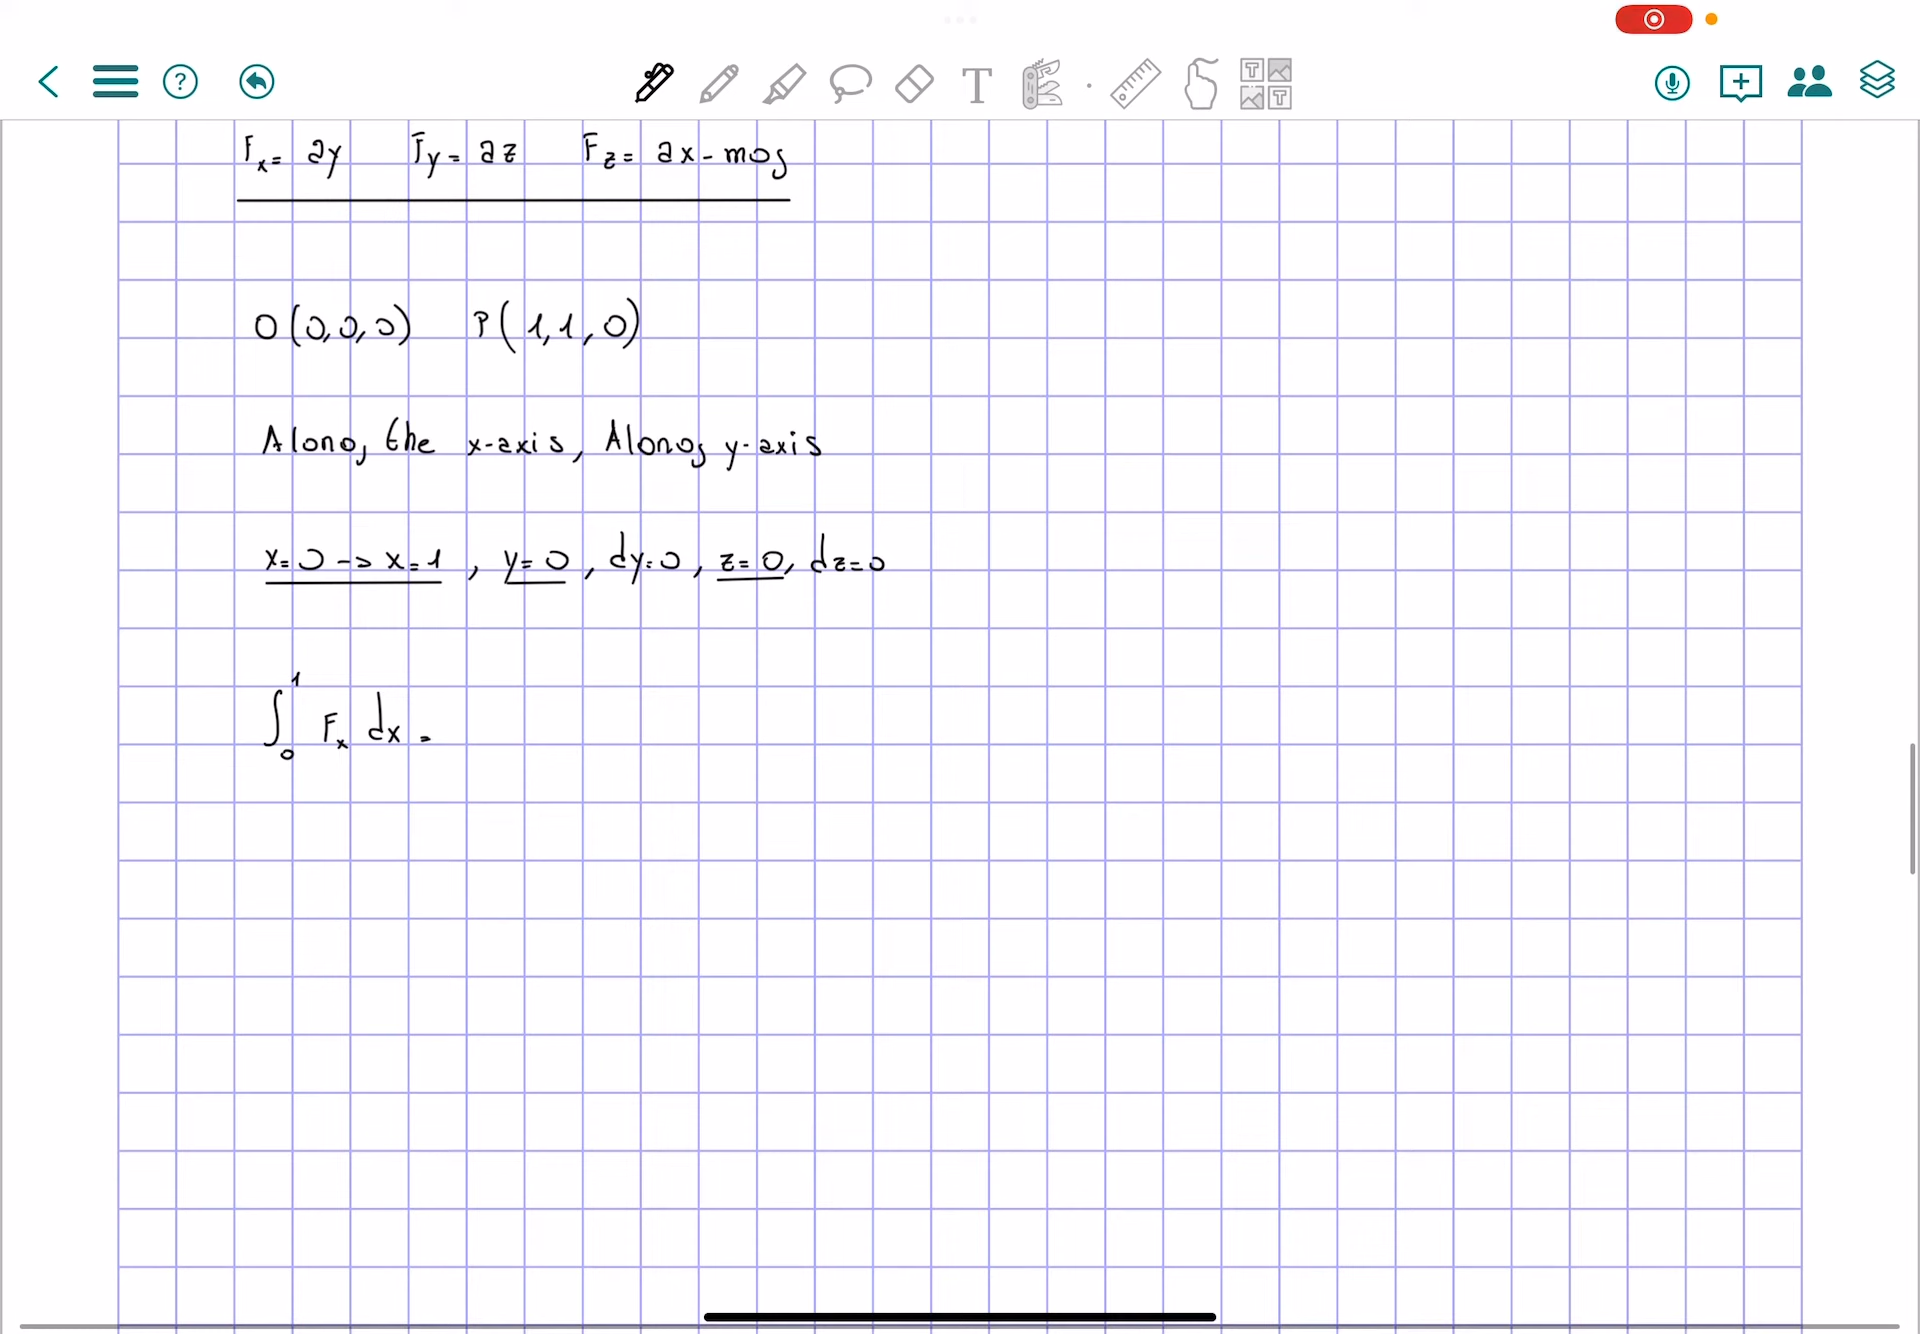 Fx = ay Fy = az Fz = ax - mog
O(0,0,0) P(1,1,0)
Along the x-axis, Along y-axis
x=0 -> x=1, y=0, dy=0, z=0, dz=0
∫₀¹ Fx dx =